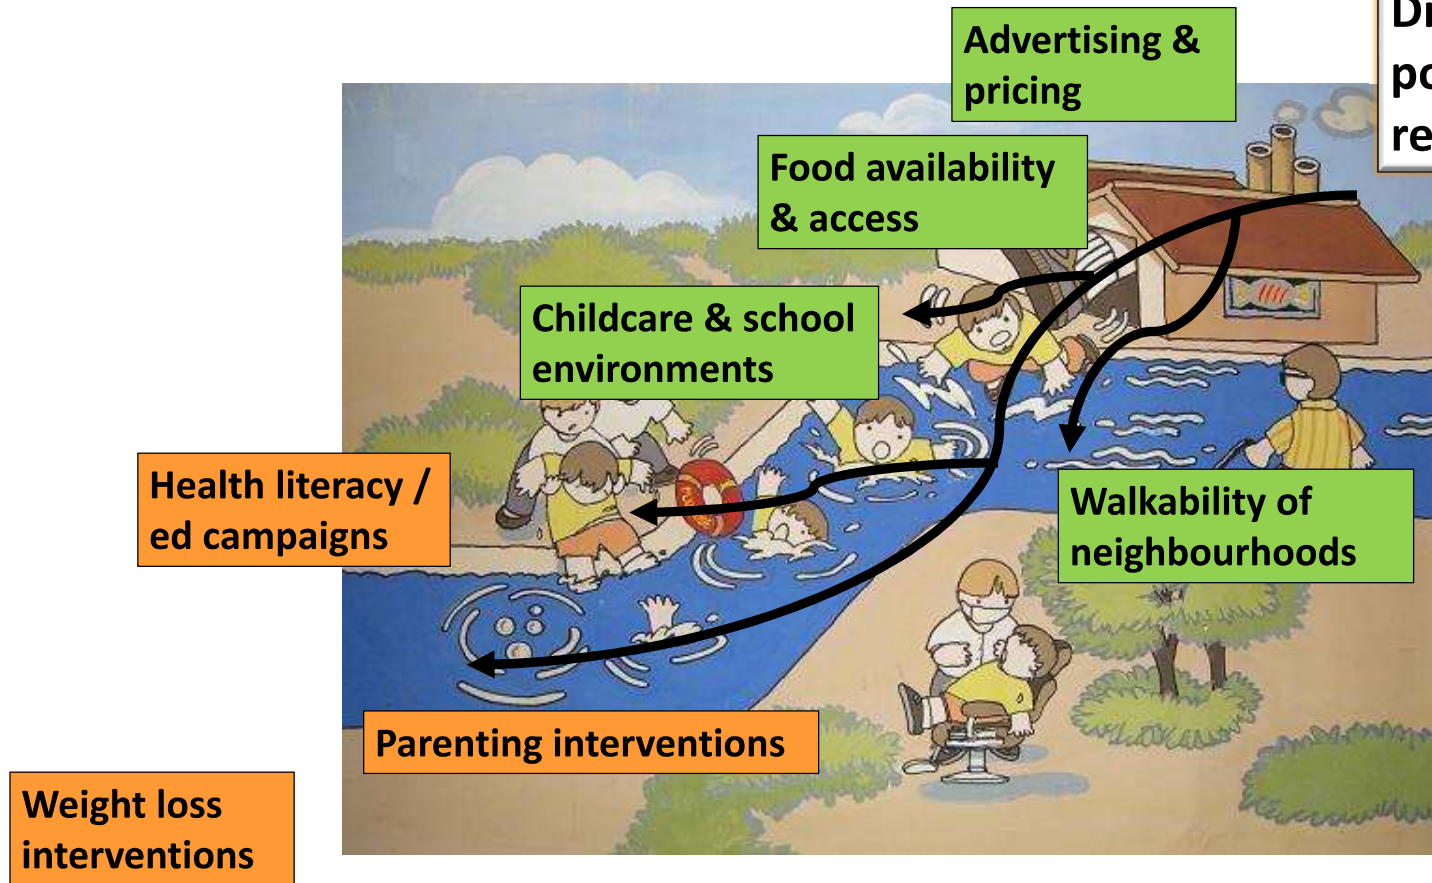 Advertising &
pricing
Food availability
& access
Childcare & school
environments
Health literacy /
ed campaigns
Walkability of
neighbourhoods
Parenting interventions
Weight loss
interventions